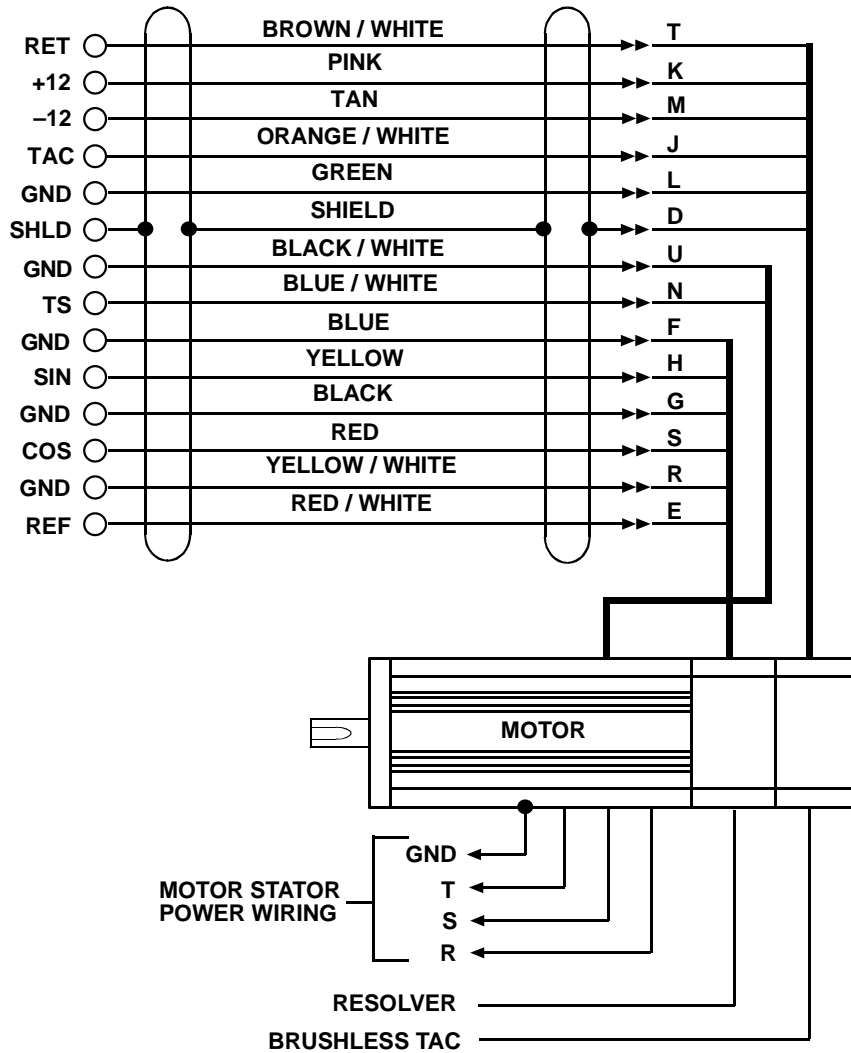 RET BROWN / WHITE T
+12 PINK K
–12 TAN M
TAC ORANGE / WHITE J
GND GREEN L
SHLD SHIELD D
GND BLACK / WHITE U
TS BLUE / WHITE N
GND BLUE F
SIN YELLOW H
GND BLACK G
COS RED S
GND YELLOW / WHITE R
REF RED / WHITE E
MOTOR
GND
T
S
R
MOTOR STATOR
POWER WIRING
RESOLVER
BRUSHLESS TAC